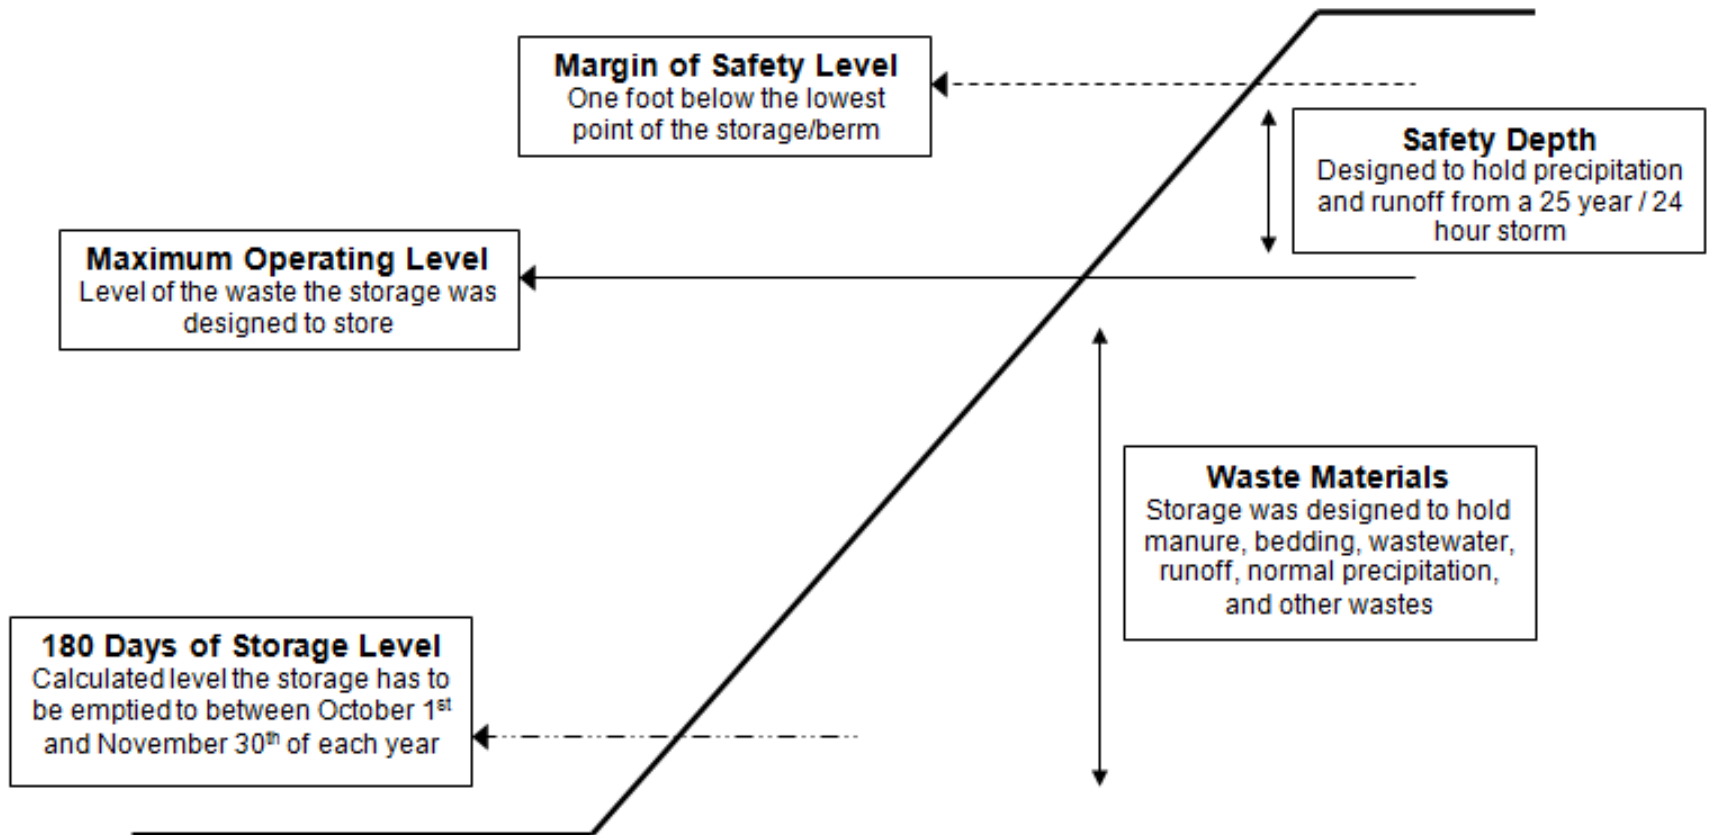 Margin of Safety Level
One foot below the lowest
point of the storage/berm
Safety Depth
Designed to hold precipitation
and runoff from a 25 year / 24
hour storm
Maximum Operating Level
Level of the waste the storage was
designed to store
Waste Materials
Storage was designed to hold
manure, bedding, wastewater,
runoff, normal precipitation,
and other wastes
180 Days of Storage Level
Calculated level the storage has to
be emptied to between October 1st
and November 30th of each year